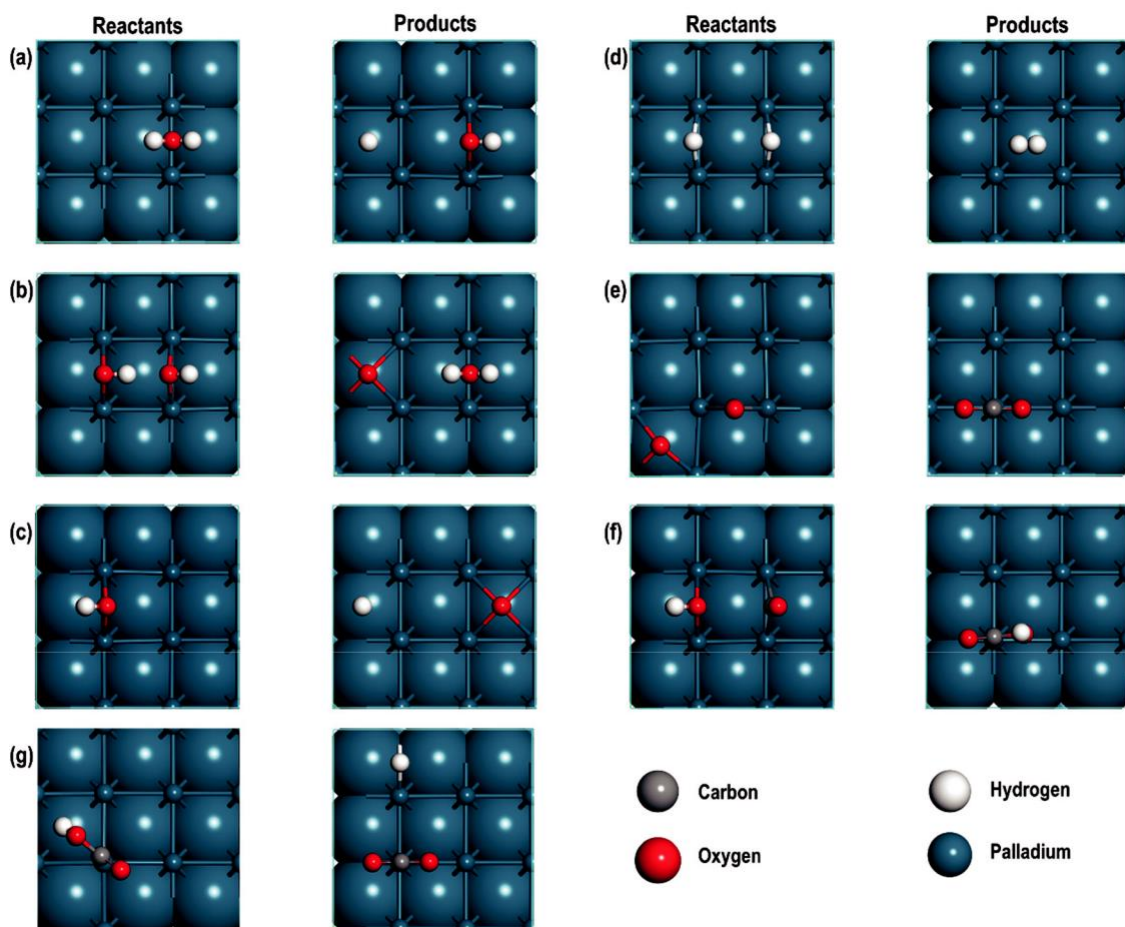 Reactants Products Reactants Products
(a) (d)
(b) (e)
(c) (f)
(g)
Carbon Hydrogen
Oxygen Palladium